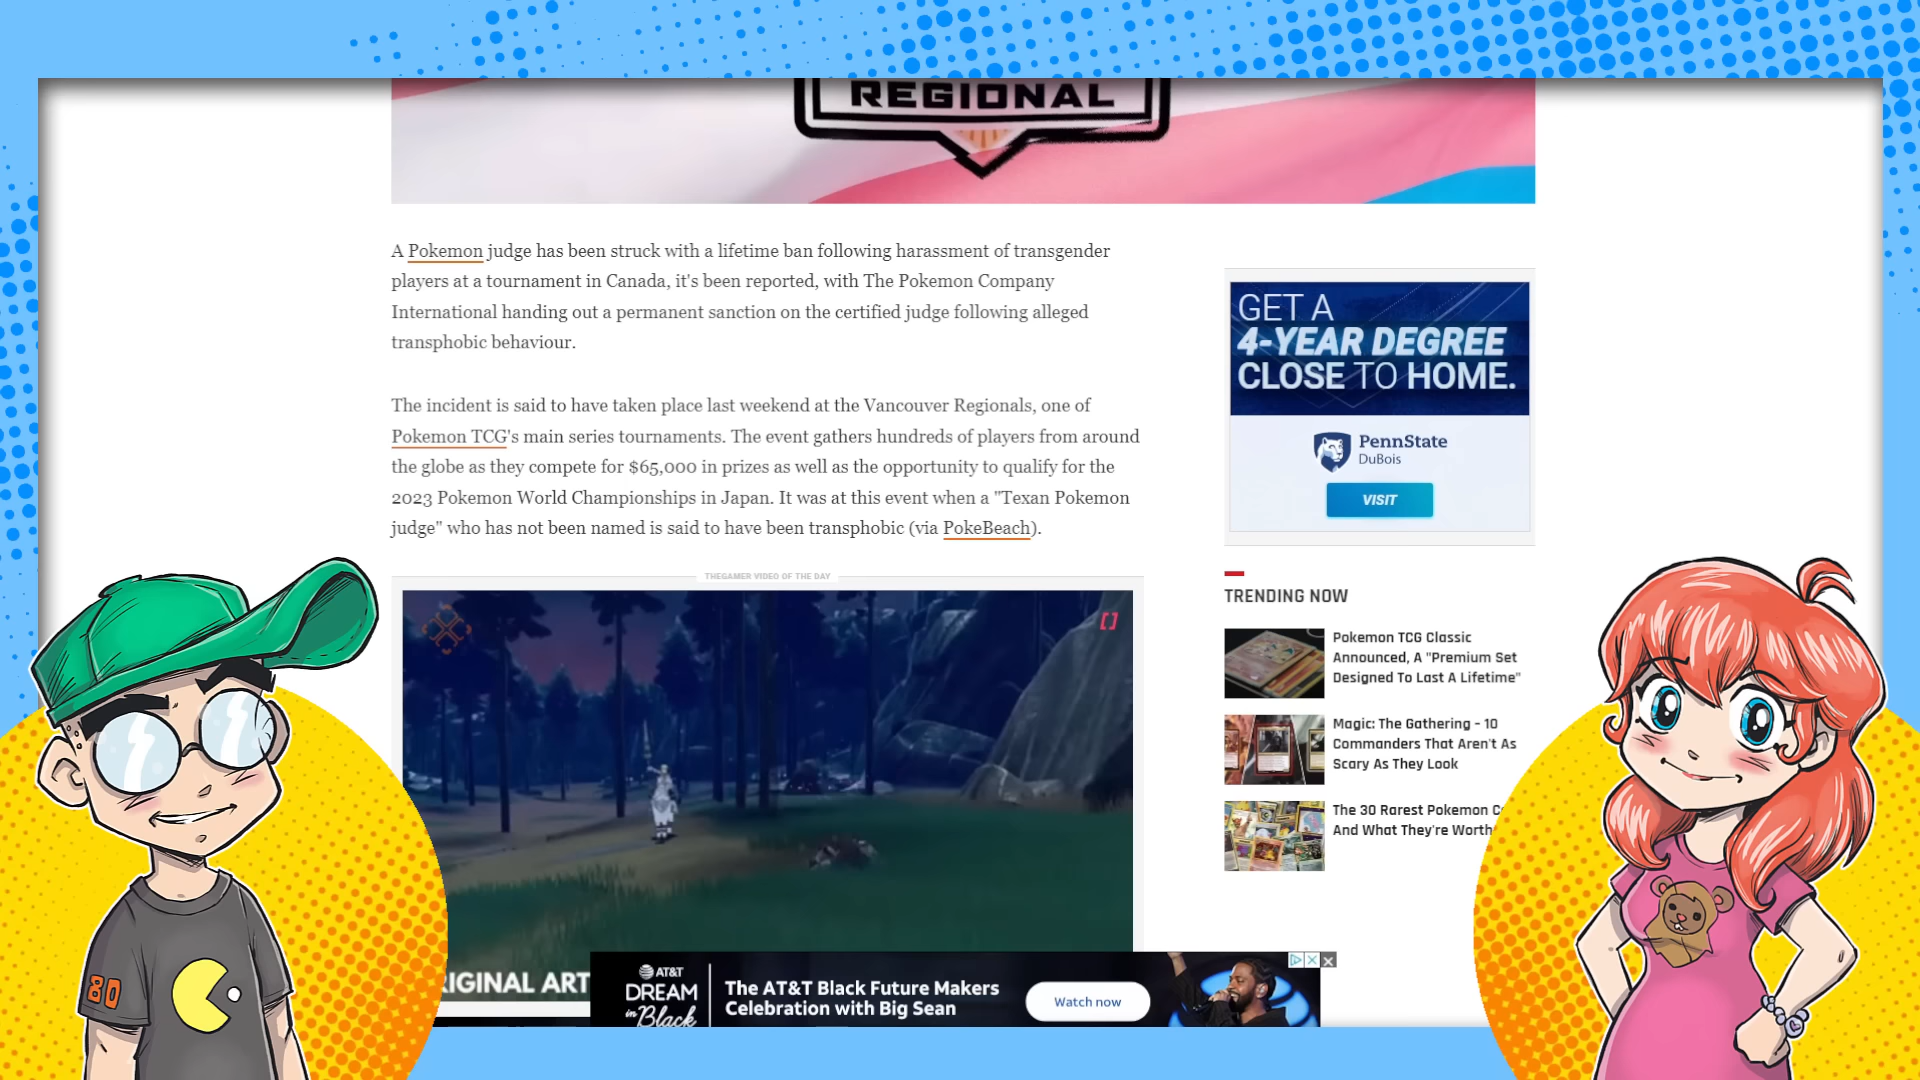 REGIONAL
A Pokemon judge has been struck with a lifetime ban following harassment of transgender
players at a tournament in Canada, it's been reported, with The Pokemon Company
International handing out a permanent sanction on the certified judge following alleged
transphobic behaviour.
The incident is said to have taken place last weekend at the Vancouver Regionals, one of
Pokemon TCG's main series tournaments. The event gathers hundreds of players from around
the globe as they compete for $65,000 in prizes as well as the opportunity to qualify for the
2023 Pokemon World Championships in Japan. It was at this event when a "Texan Pokemon
judge" who has not been named is said to have been transphobic (via PokeBeach).
THEGAMER VIDEO OF THE DAY
GET A
4-YEAR DEGREE
CLOSE TO HOME.
PennState
DuBois
VISIT
TRENDING NOW
Pokemon TCG Classic
Announced, A "Premium Set
Designed To Last A Lifetime"
Magic: The Gathering - 10
Commanders That Aren't As
Scary As They Look
The 30 Rarest Pokemon
And What They're Worth
80
IGINAL ART
AT&T
DREAM
in Black
The AT&T Black Future Makers
Celebration with Big Sean
Watch now